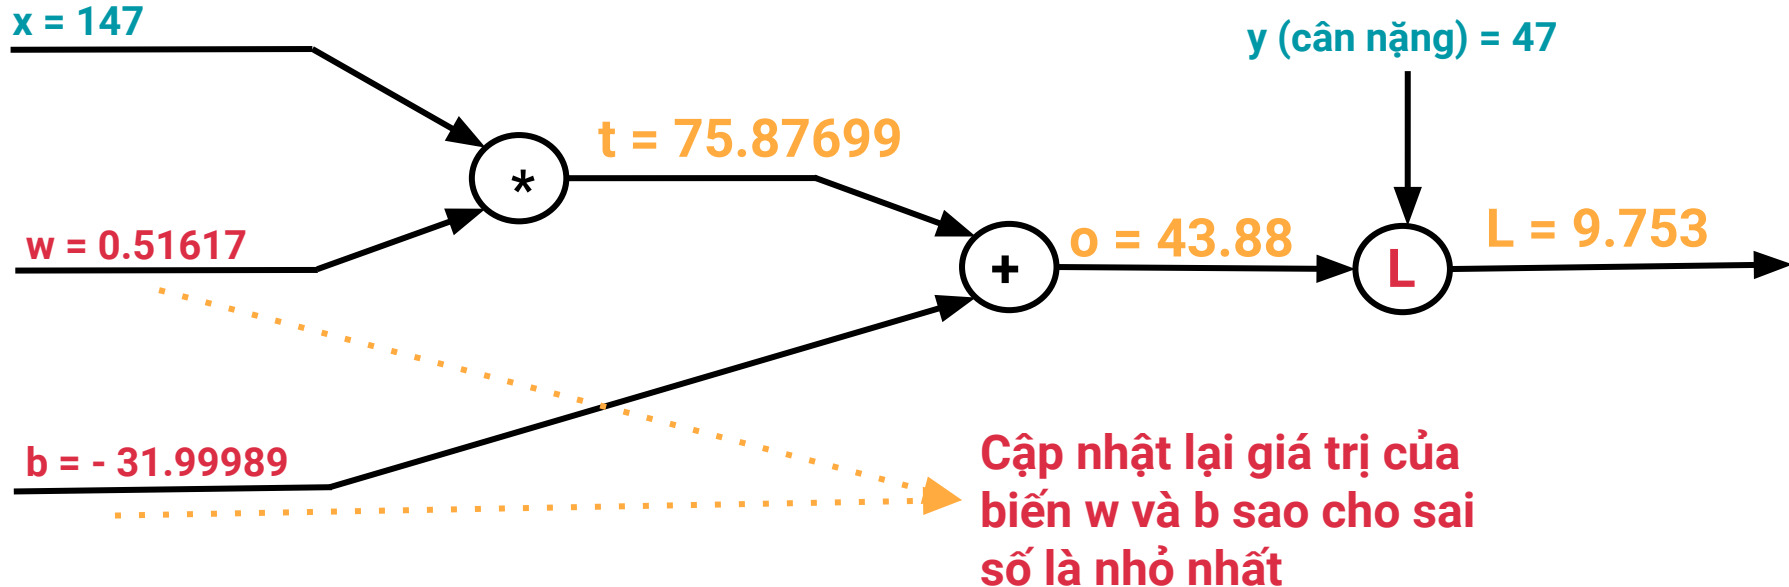 x = 147
y (cân nặng) = 47
t = 75.87699
*
w = 0.51617
o = 43.88
L = 9.753
+
L
b = - 31.99989
Cập nhật lại giá trị của
biến w và b sao cho sai
số là nhỏ nhất